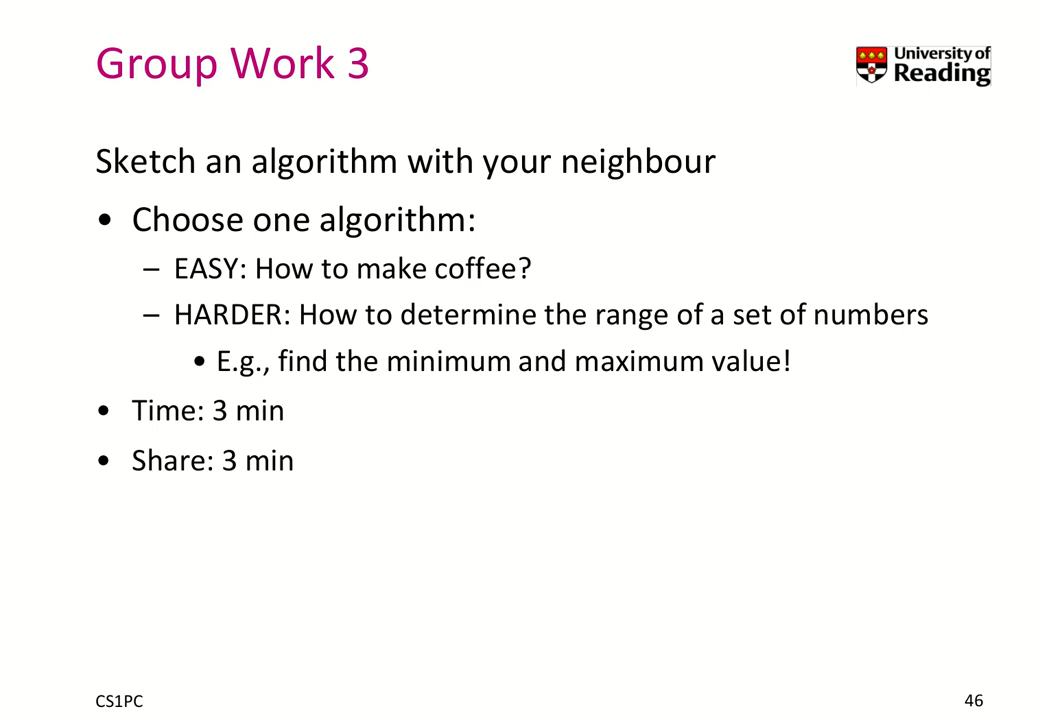 Group Work 3
University of
Reading
Sketch an algorithm with your neighbour
• Choose one algorithm:
– EASY: How to make coffee?
– HARDER: How to determine the range of a set of numbers
• E.g., find the minimum and maximum value!
• Time: 3 min
• Share: 3 min
CS1PC
46